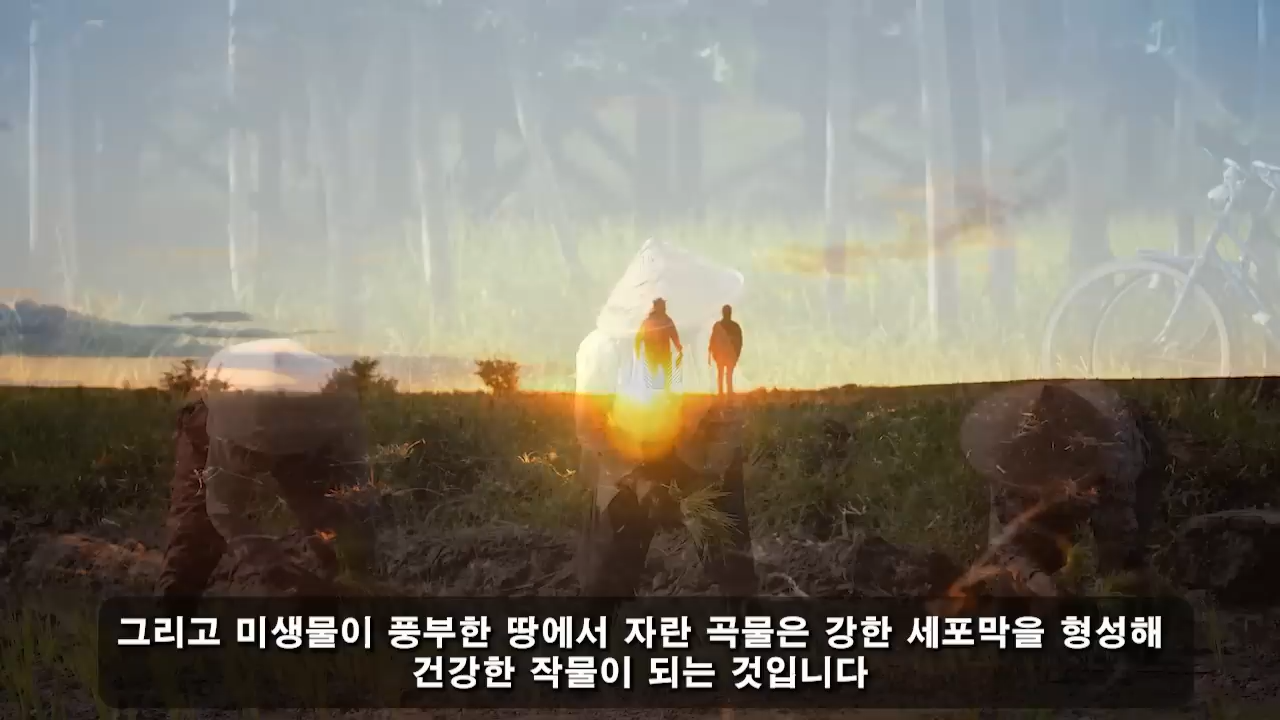 그리고 미생물이 풍부한 땅에서 자란 곡물은 강한 세포막을 형성해
건강한 작물이 되는 것입니다